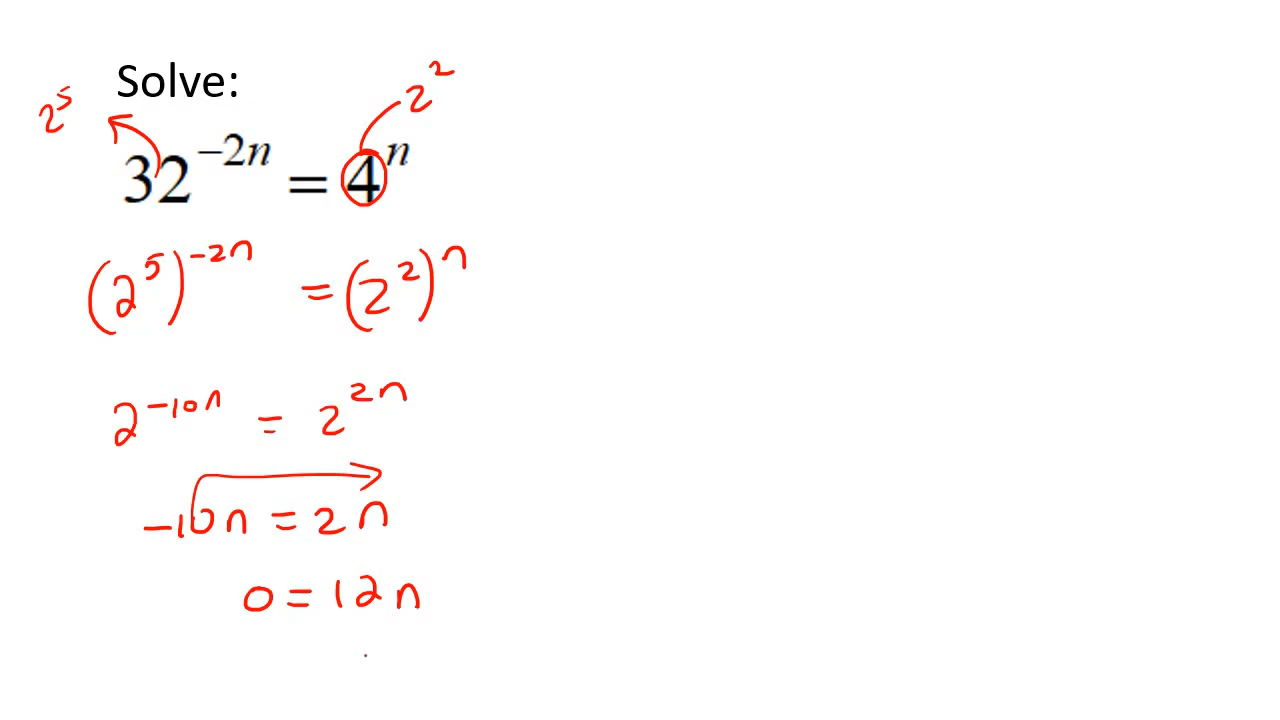 Solve:
2^5
2^2
32^{-2n} = 4^n
(2^5)^{-2n} = (2^2)^n
2^{-10n} = 2^{2n}
-10n = 2n
0 = 12n